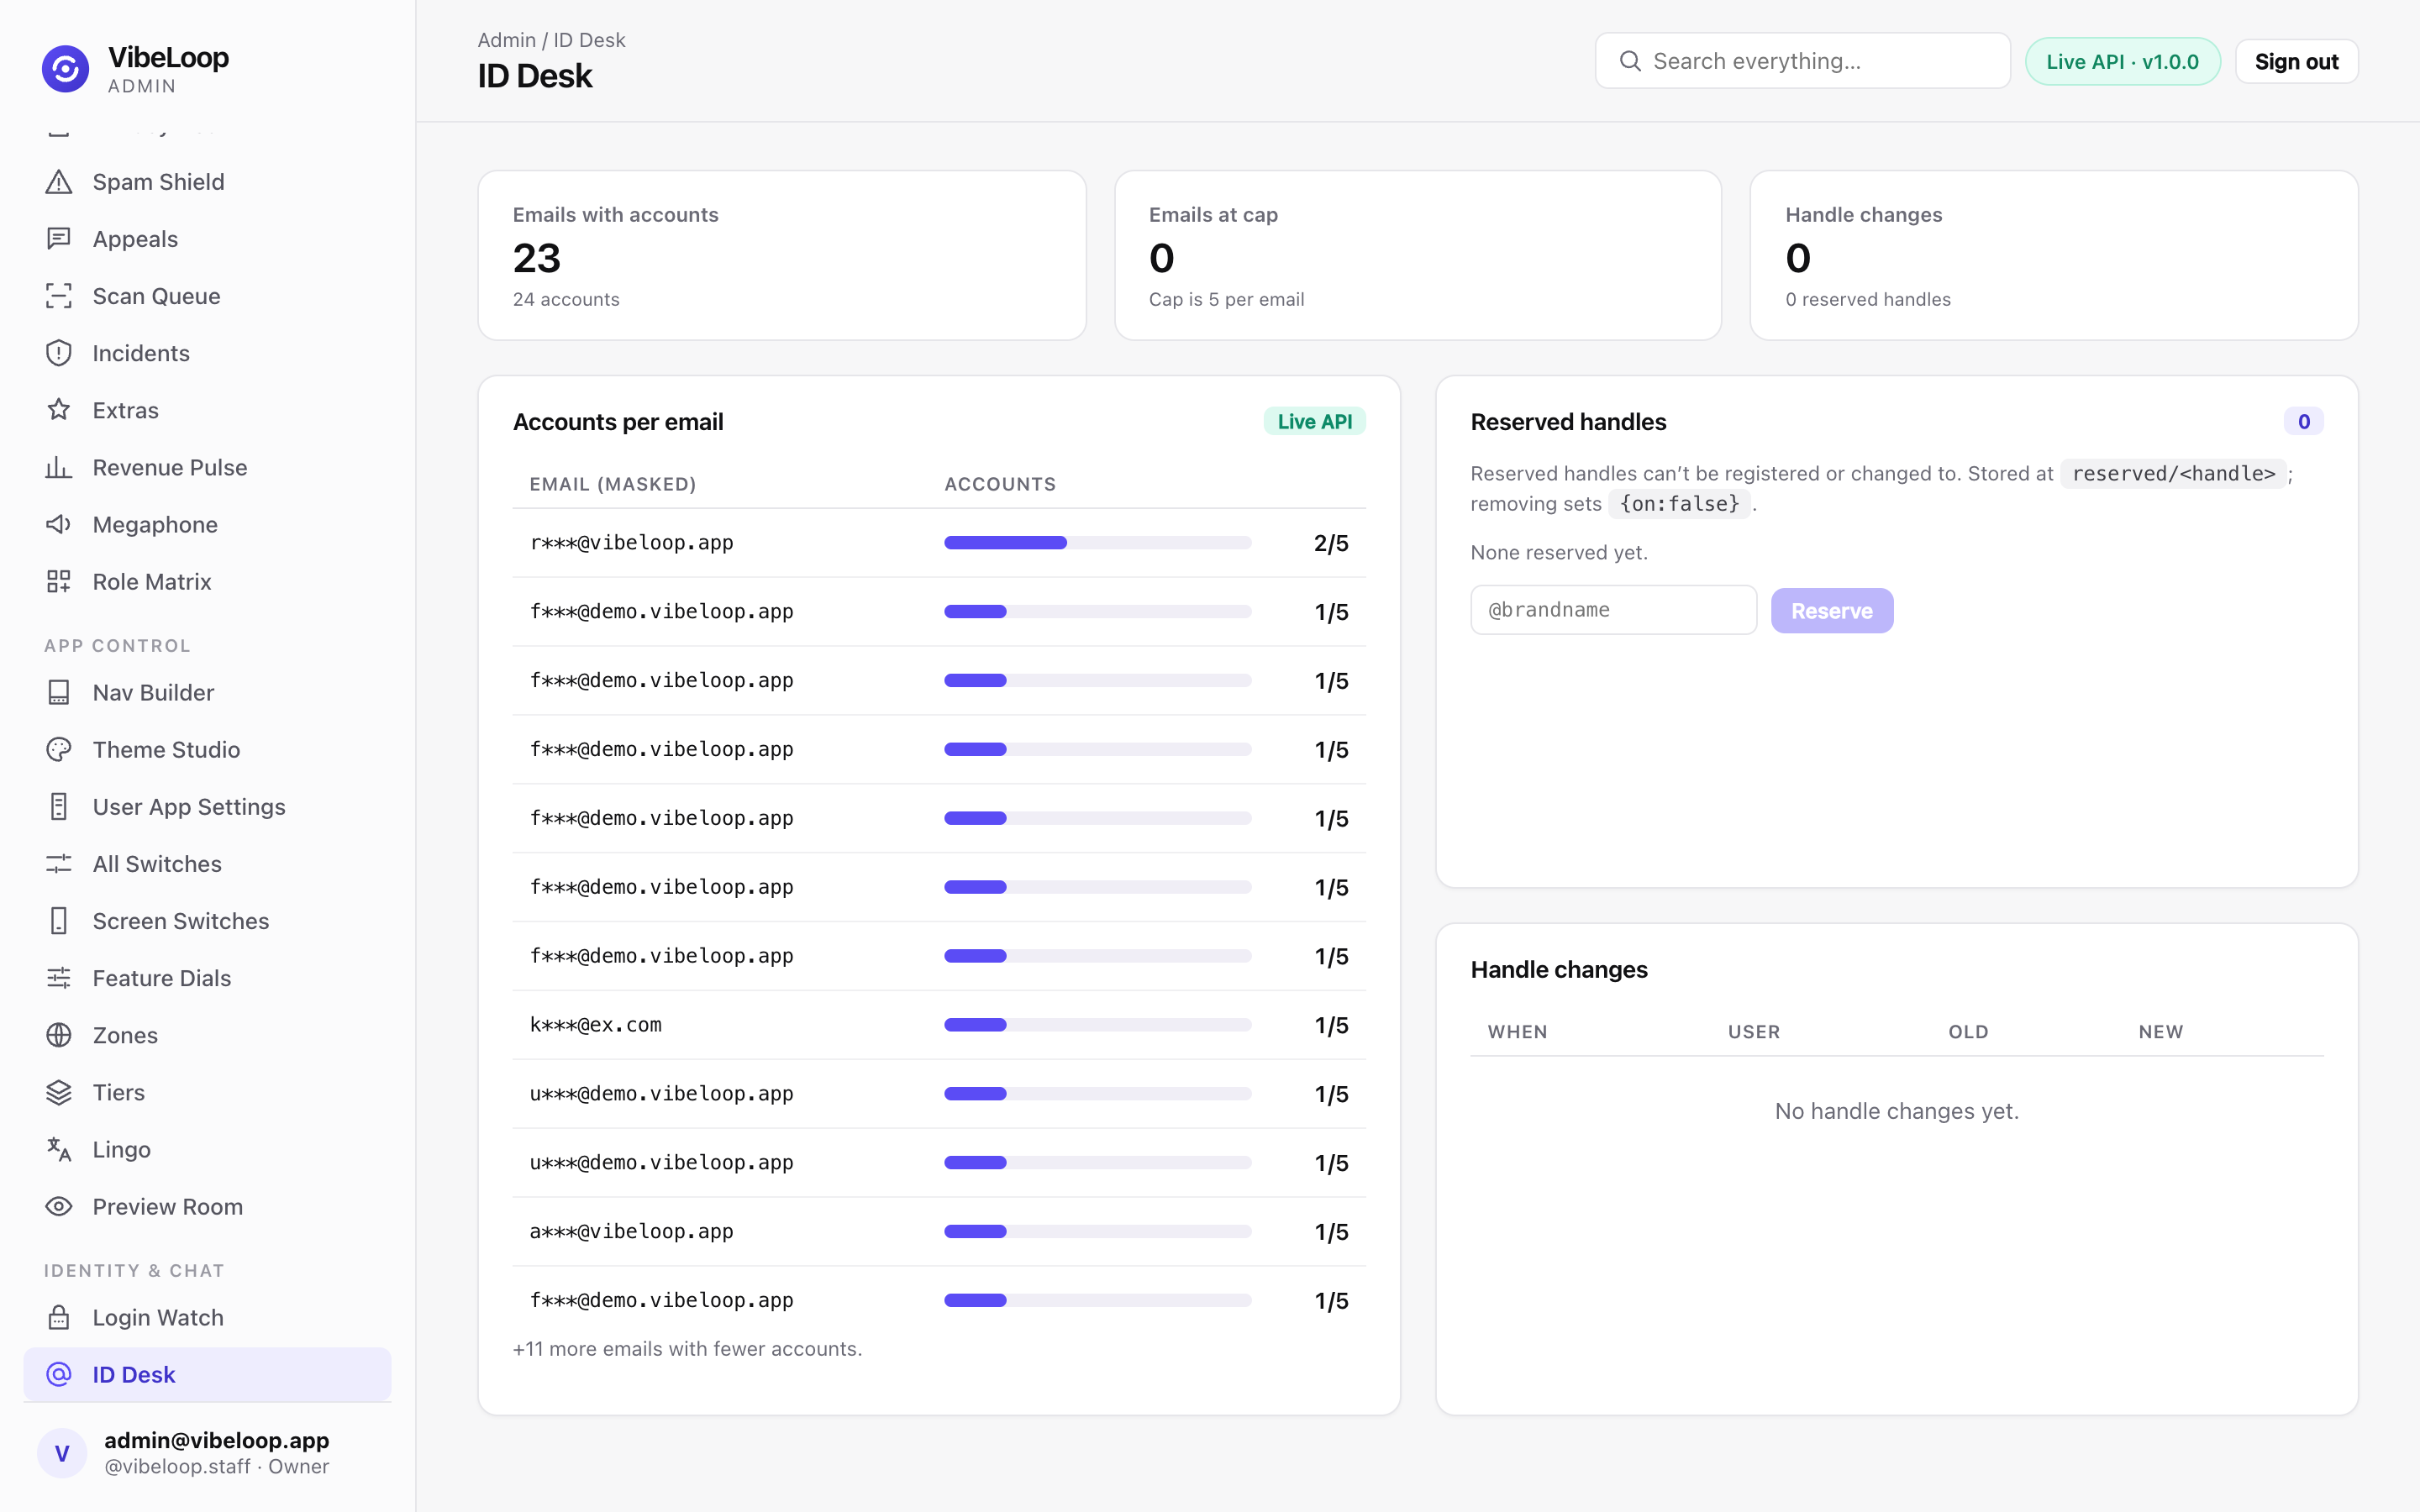 VibeLoop
ADMIN
Spam Shield
Appeals
Scan Queue
Incidents
Extras
Revenue Pulse
Megaphone
Role Matrix
APP CONTROL
Nav Builder
Theme Studio
User App Settings
All Switches
Screen Switches
Feature Dials
Zones
Tiers
Lingo
Preview Room
IDENTITY & CHAT
Login Watch
ID Desk
V
admin@vibeloop.app
@vibeloop.staff · Owner
Admin / ID Desk
ID Desk
Search everything...
Live API · v1.0.0
Sign out
Emails with accounts
23
24 accounts
Emails at cap
0
Cap is 5 per email
Handle changes
0
0 reserved handles
Accounts per email
Live API
EMAIL (MASKED) ACCOUNTS
r***@vibeloop.app 2/5
f***@demo.vibeloop.app 1/5
f***@demo.vibeloop.app 1/5
f***@demo.vibeloop.app 1/5
f***@demo.vibeloop.app 1/5
f***@demo.vibeloop.app 1/5
f***@demo.vibeloop.app 1/5
k***@ex.com 1/5
u***@demo.vibeloop.app 1/5
u***@demo.vibeloop.app 1/5
a***@vibeloop.app 1/5
f***@demo.vibeloop.app 1/5
+11 more emails with fewer accounts.
Reserved handles
0
Reserved handles can’t be registered or changed to. Stored at reserved/<handle>;
removing sets {on:false}.
None reserved yet.
@brandname
Reserve
Handle changes
WHEN USER OLD NEW
No handle changes yet.